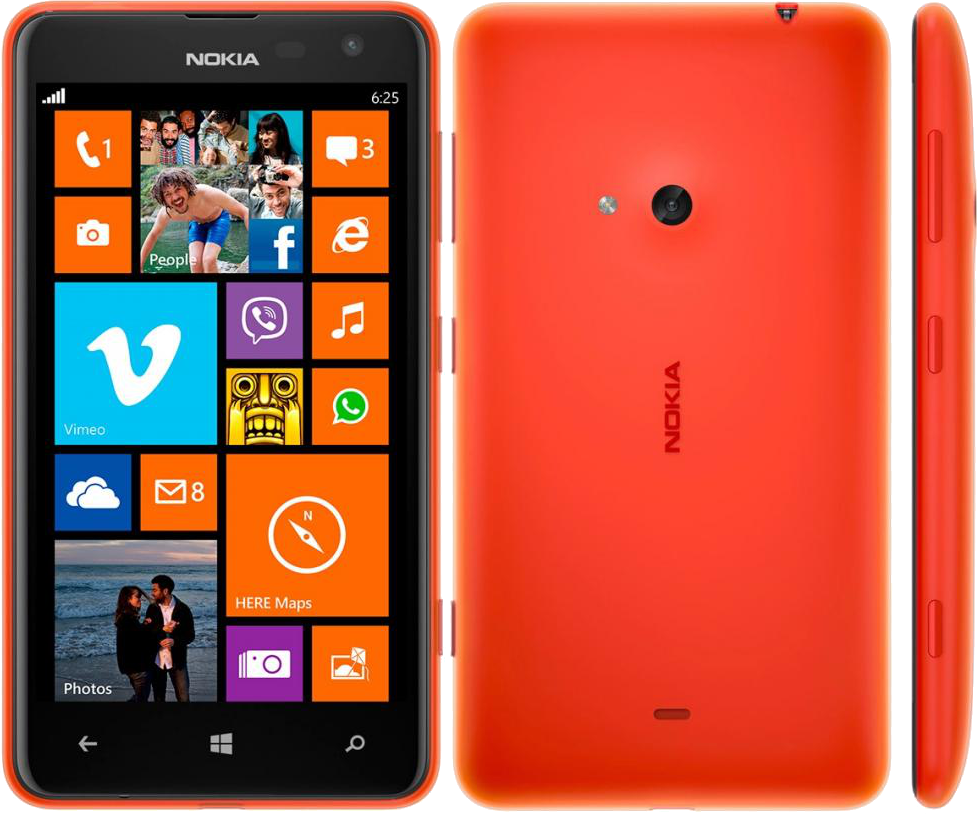 NOKIA
6:25
1
3
People
f
e
Vimeo
8
N
HERE Maps
Photos
NOKIA